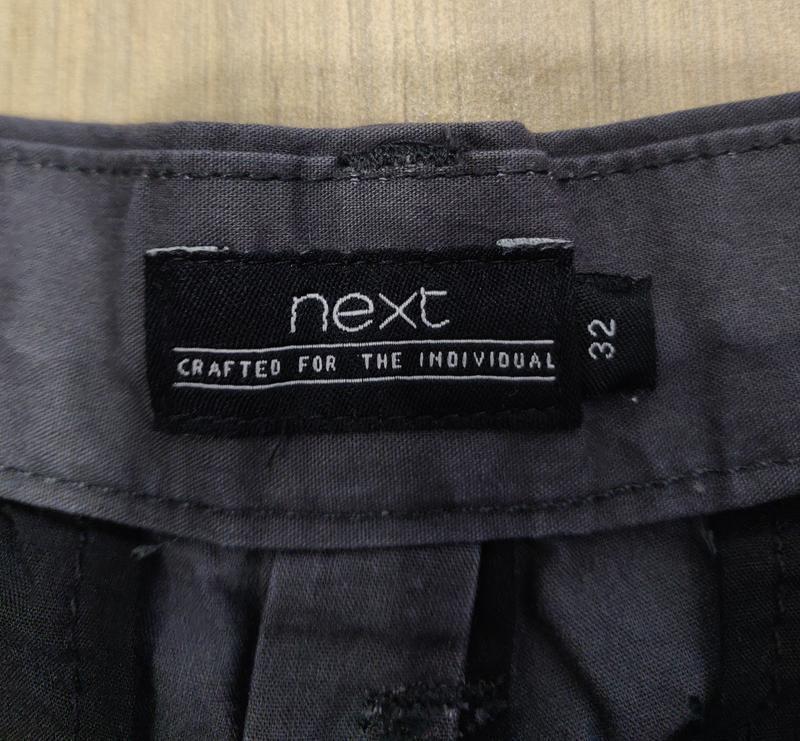 next
CRAFTED FOR THE INDIVIDUAL
32